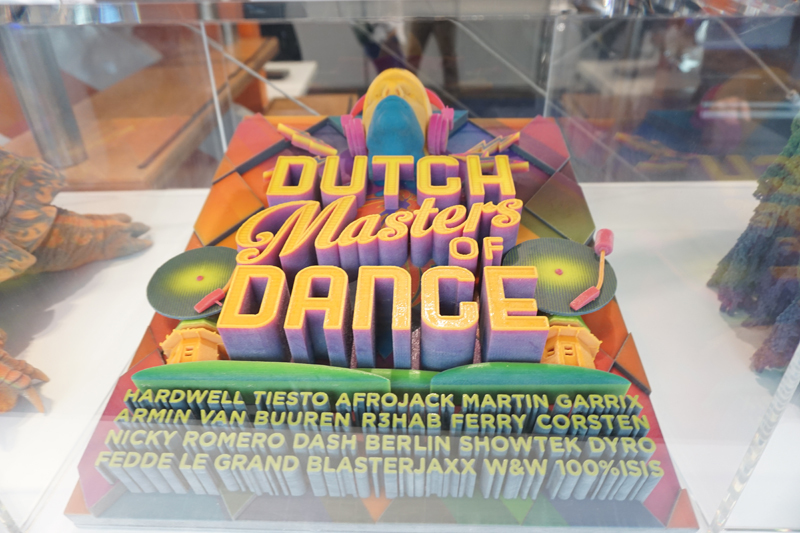 DUTCH
Masters
OF
DANCE
HARDWELL TIESTO AFROJACK MARTIN GARRIX
ARMIN VAN BUUREN R3HAB FERRY CORSTEN
NICKY ROMERO DASH BERLIN SHOWTEK DYRO
FEDDE LE GRAND BLASTERJAXX W&W 100%ISIS